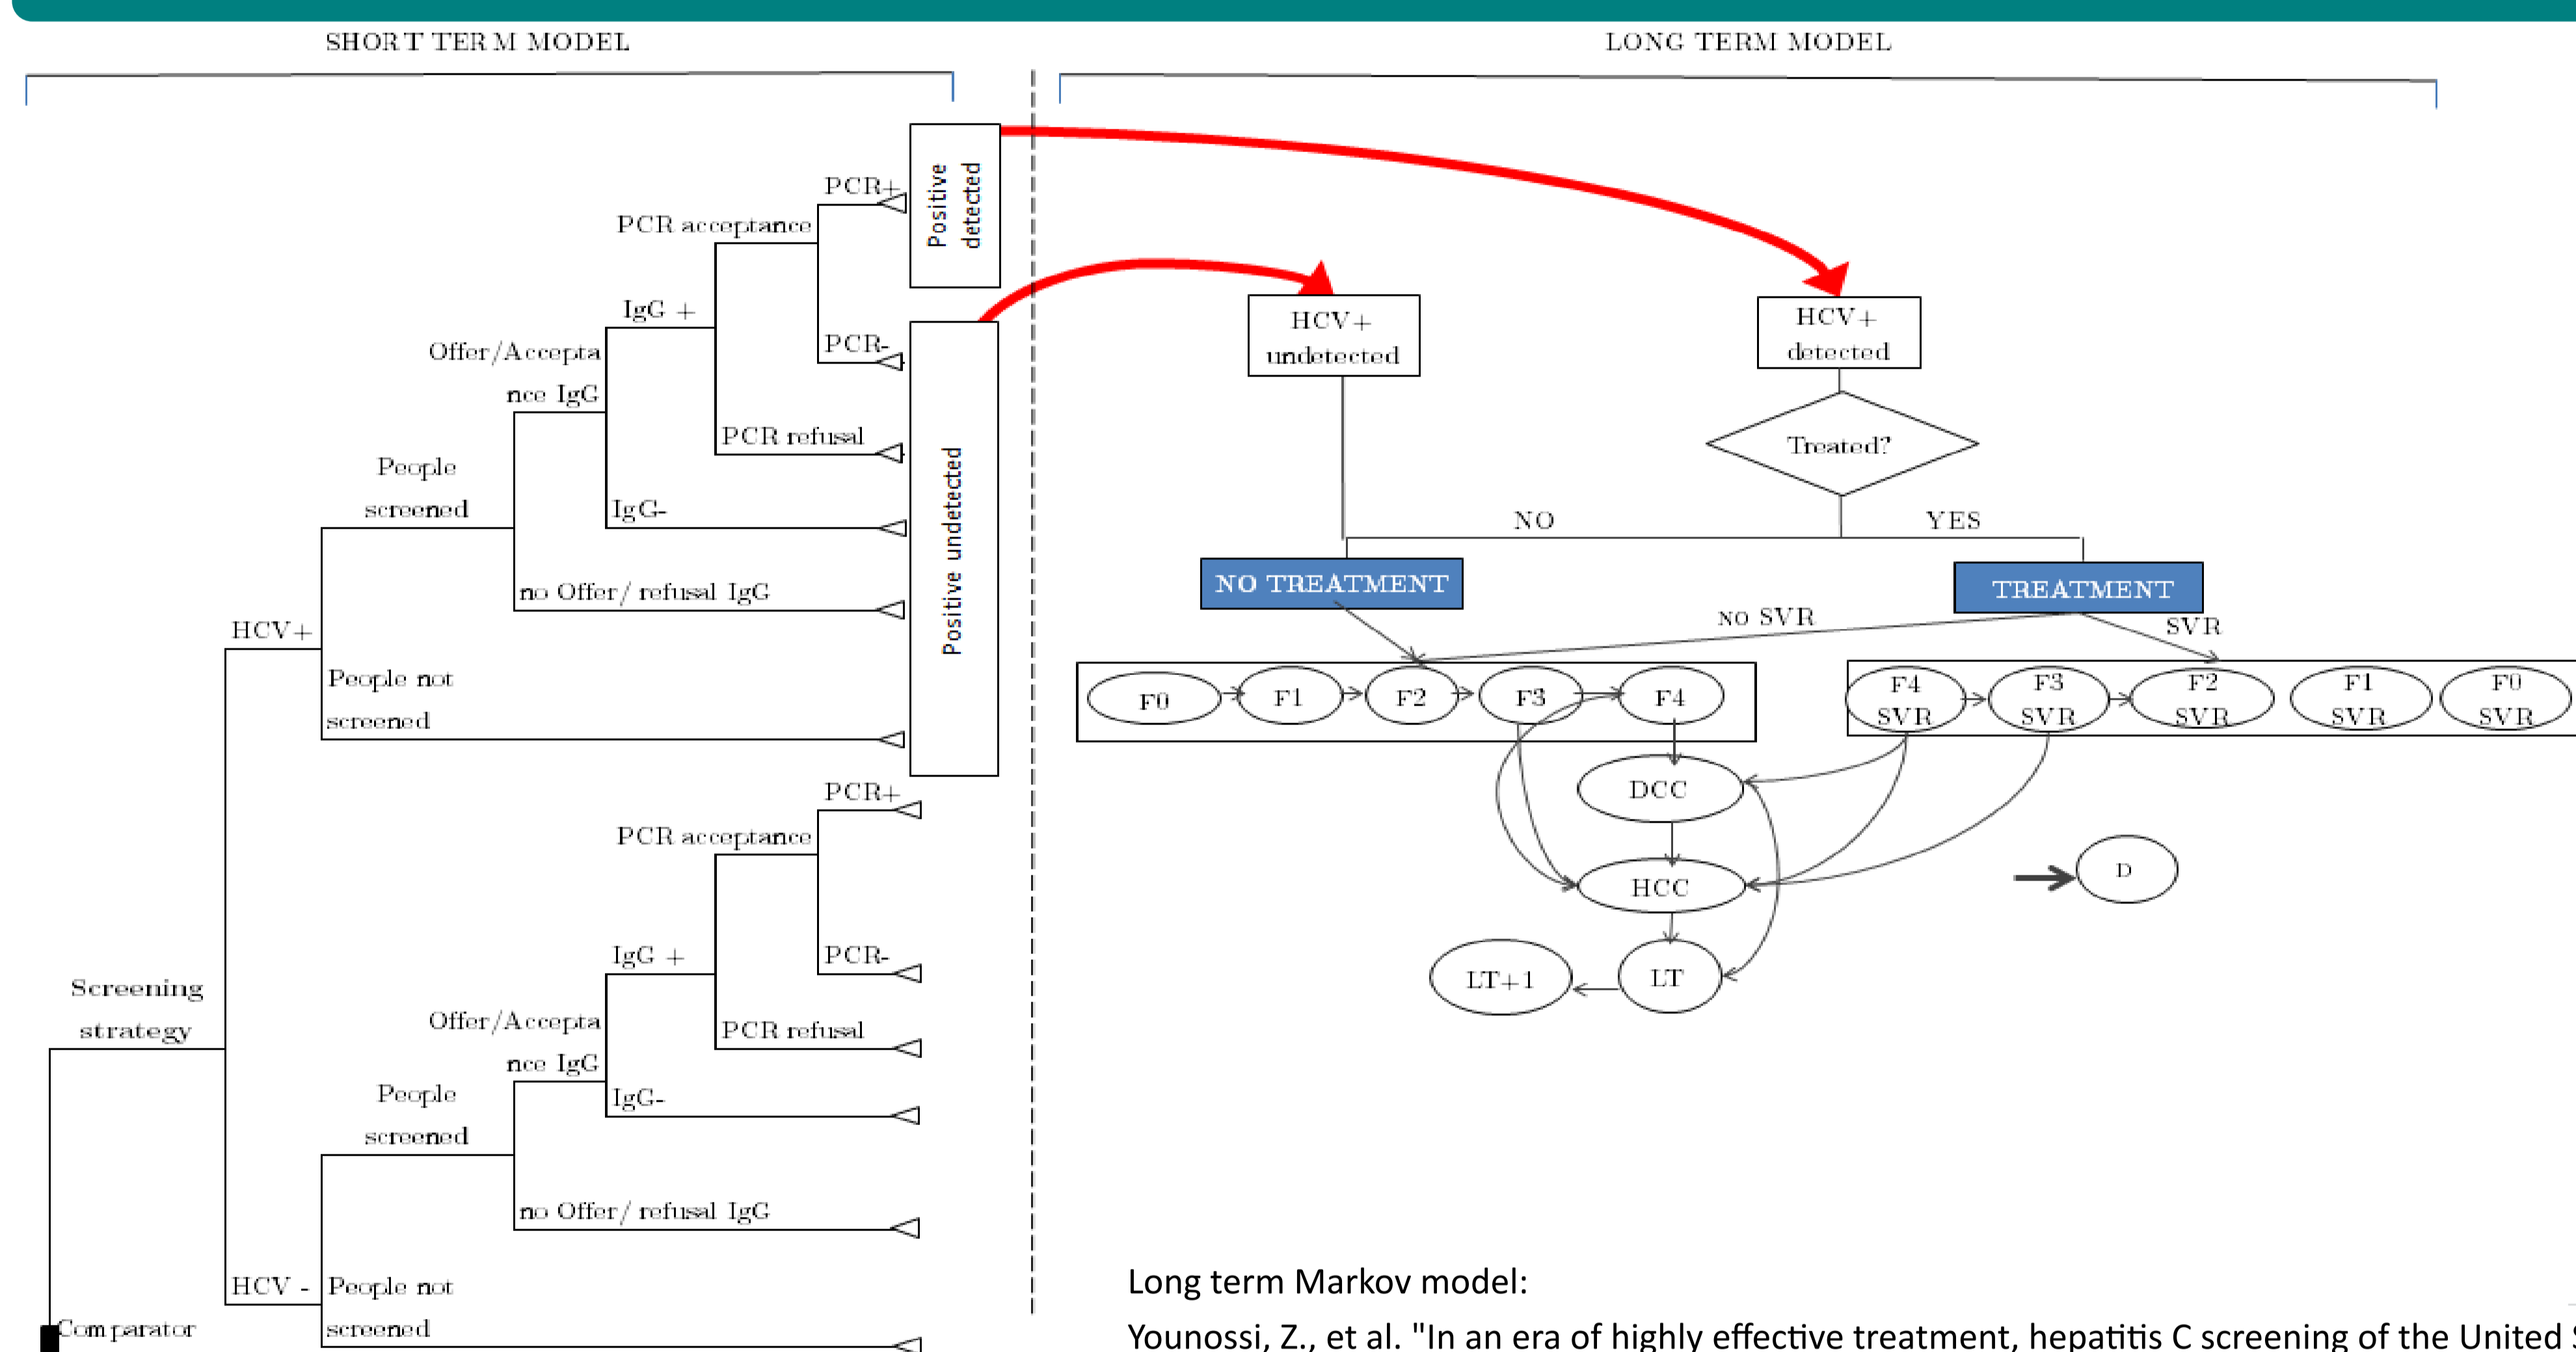 SHORT TERM MODEL
LONG TERM MODEL
PCR+
PCR acceptance
Positive
detected
IgG +
PCR-
Offer/Accepta
nce IgG
PCR refusal
People
screened
IgG-
no Offer/ refusal IgG
Positive undetected
HCV+
People not
screened
PCR+
PCR acceptance
IgG +
PCR-
Screening
strategy
Offer/Accepta
nce IgG
PCR refusal
People
screened
IgG-
no Offer/ refusal IgG
HCV -
People not
screened
Comparator
HCV+
undetected
HCV+
detected
Treated?
NO
YES
NO TREATMENT
TREATMENT
NO SVR
SVR
F0
F1
F2
F3
F4
F4
SVR
F3
SVR
F2
SVR
F1
SVR
F0
SVR
DCC
HCC
D
LT+1
LT
Long term Markov model:
Younossi, Z., et al. "In an era of highly effective treatment, hepatitis C screening of the United